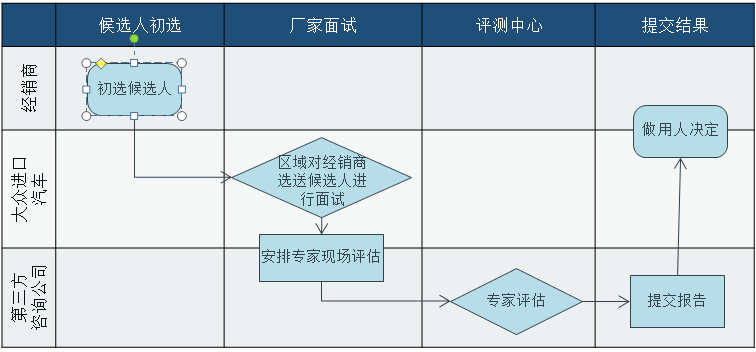 候选人初选
厂家面试
评测中心
提交结果
经销商
初选候选人
做用人决定
大众进口
汽车
区域对经销商
选送候选人进
行面试
安排专家现场评估
第三方
咨询公司
专家评估
提交报告